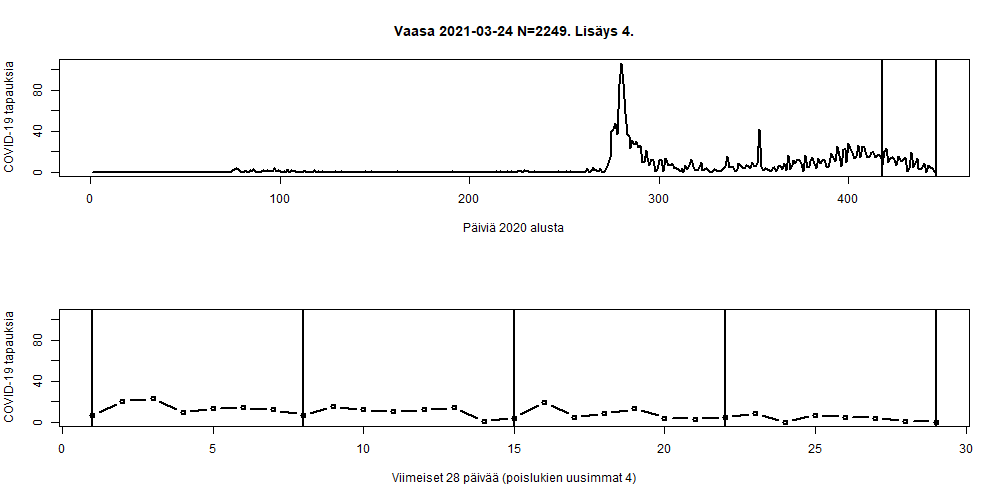 Vaasa 2021-03-24 N=2249. Lisäys 4.
COVID-19 tapauksia
0 40 80
0 100 200 300 400
Päiviä 2020 alusta
COVID-19 tapauksia
0 40 80
0 5 10 15 20 25 30
Viimeiset 28 päivää (poislukien uusimmat 4)